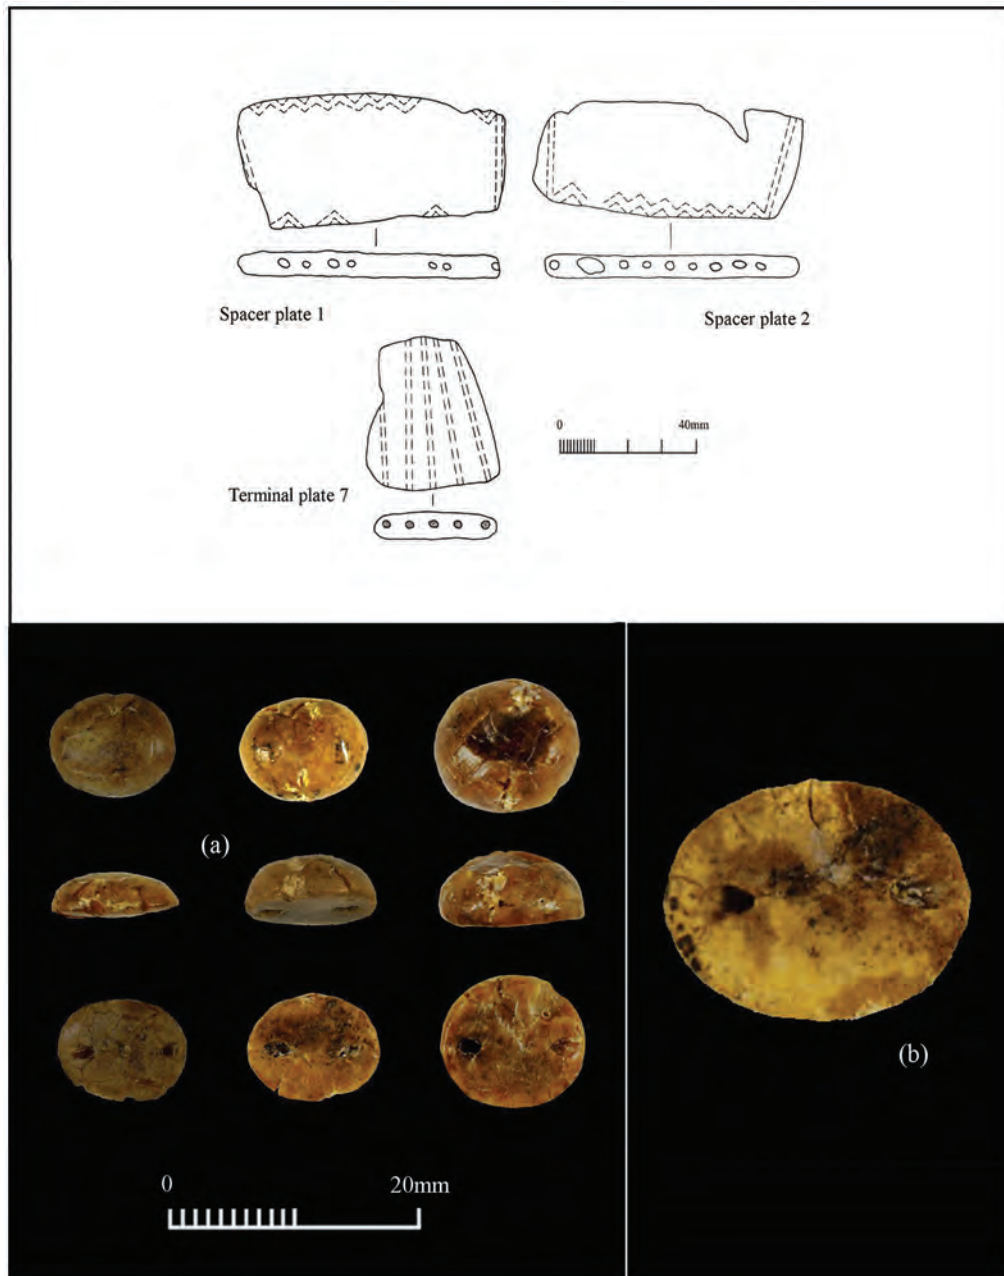 Spacer plate 1
Spacer plate 2
0 40mm
Terminal plate 7
(a)
(b)
0 20mm